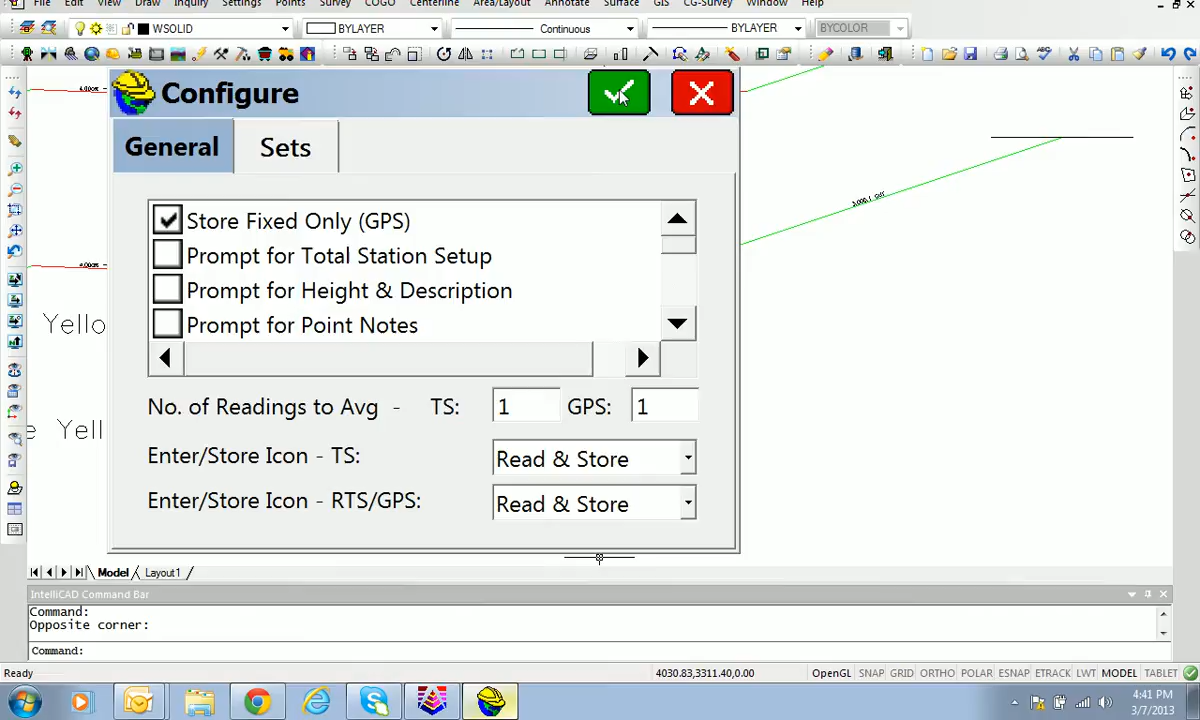 File Edit View Draw Inquiry Settings Points Survey COGO Centerline Area/Layout Annotate Surface GIS CG-Survey Window Help
WSOLID BYLAYER Continuous BYLAYER BYCOLOR
Configure
General Sets
Store Fixed Only (GPS)
Prompt for Total Station Setup
Prompt for Height & Description
Prompt for Point Notes
No. of Readings to Avg - TS: 1 GPS: 1
Enter/Store Icon - TS: Read & Store
Enter/Store Icon - RTS/GPS: Read & Store
Yello
Yell
Model Layout1
IntelliCAD Command Bar
Command:
Opposite corner:
Command:
Ready 4030.83,3311.40,0.00 OpenGL SNAP GRID ORTHO POLAR ESNAP ETRACK LWT MODEL TABLET
4:41 PM
3/7/2013